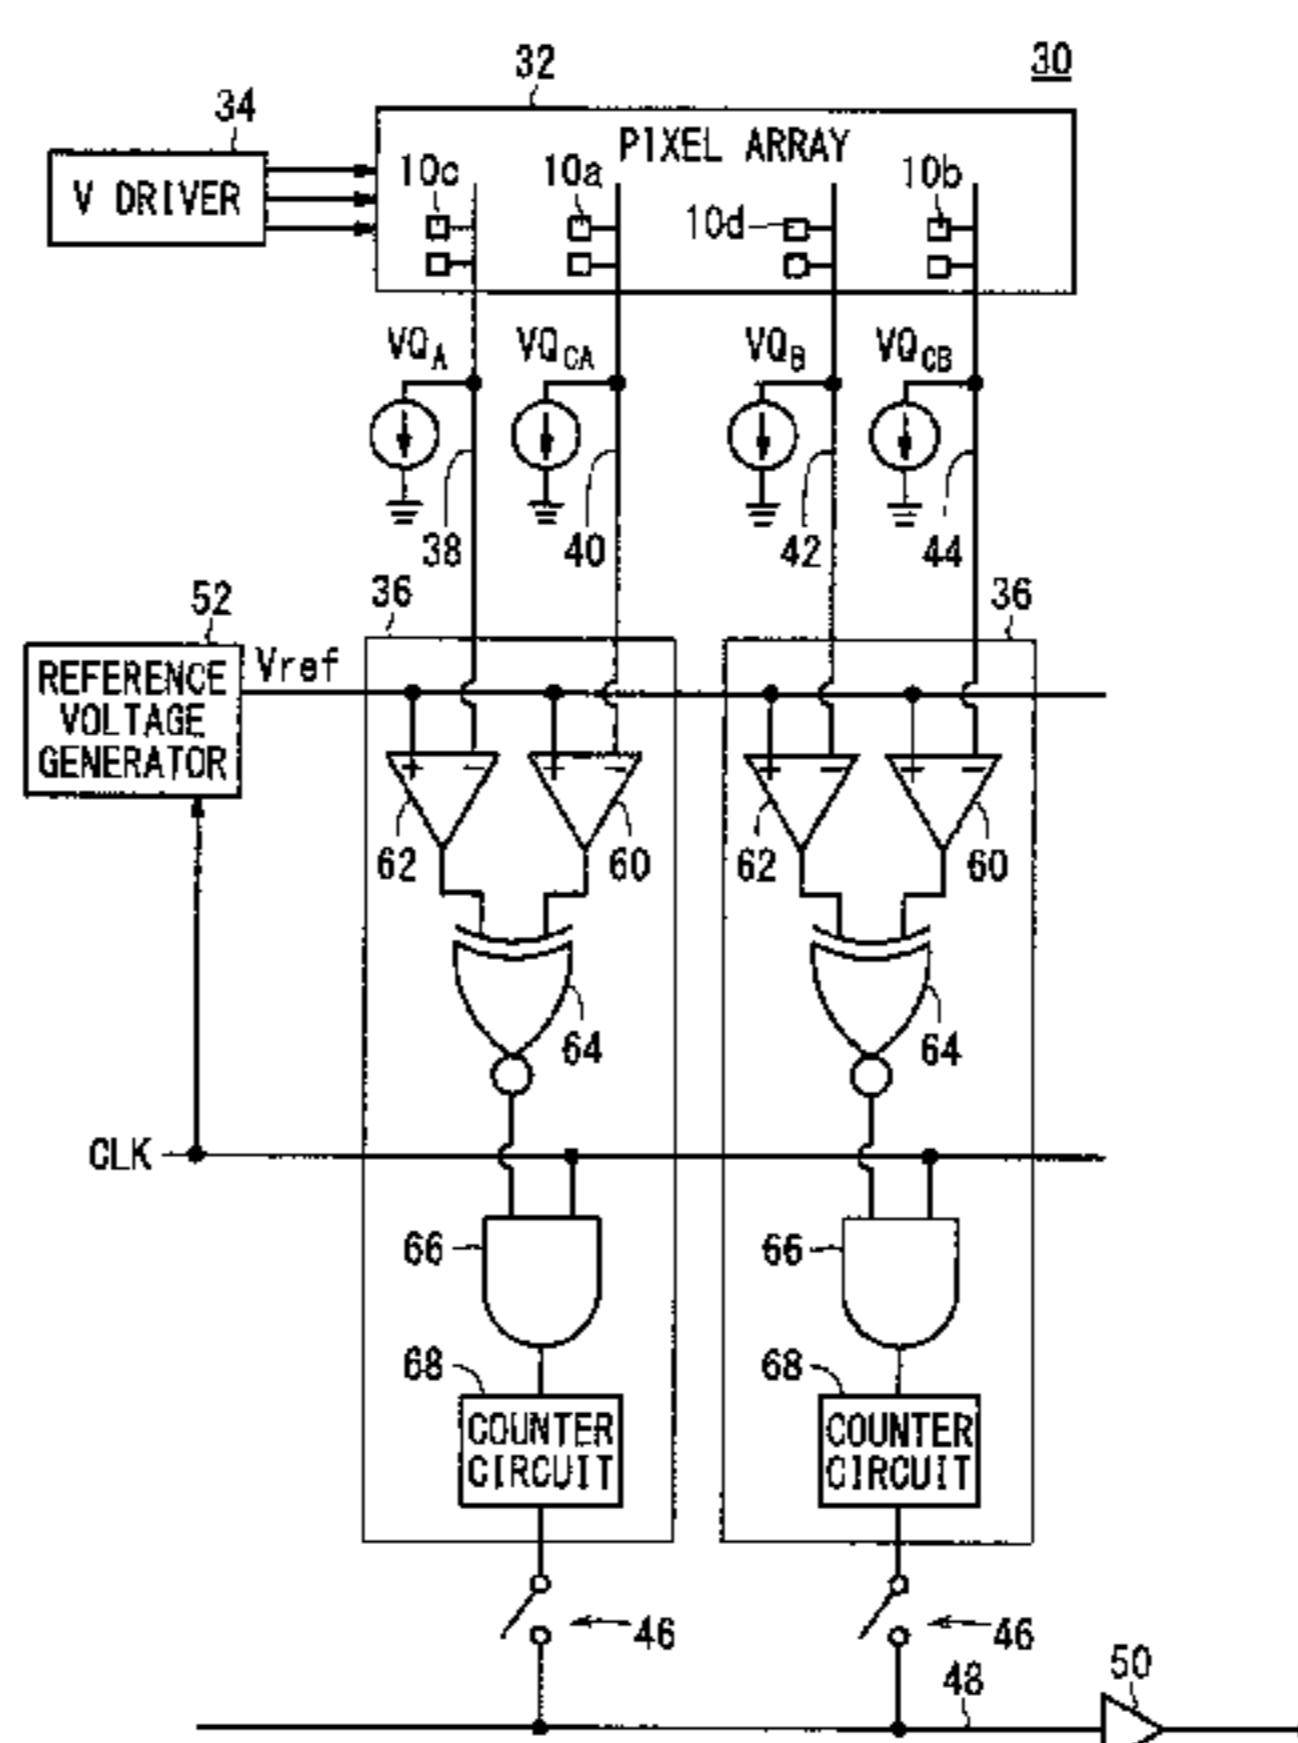 32
30
34
PIXEL ARRAY
V DRIVER
10c
10a
10d
10b
VQA
VQCA
VQB
VQCB
38
40
42
44
52
36
36
REFERENCE
VOLTAGE
GENERATOR
Vref
+ −
+ −
+ −
+ −
62
60
62
60
64
64
CLK
66
66
68
68
COUNTER
CIRCUIT
COUNTER
CIRCUIT
46
46
48
50